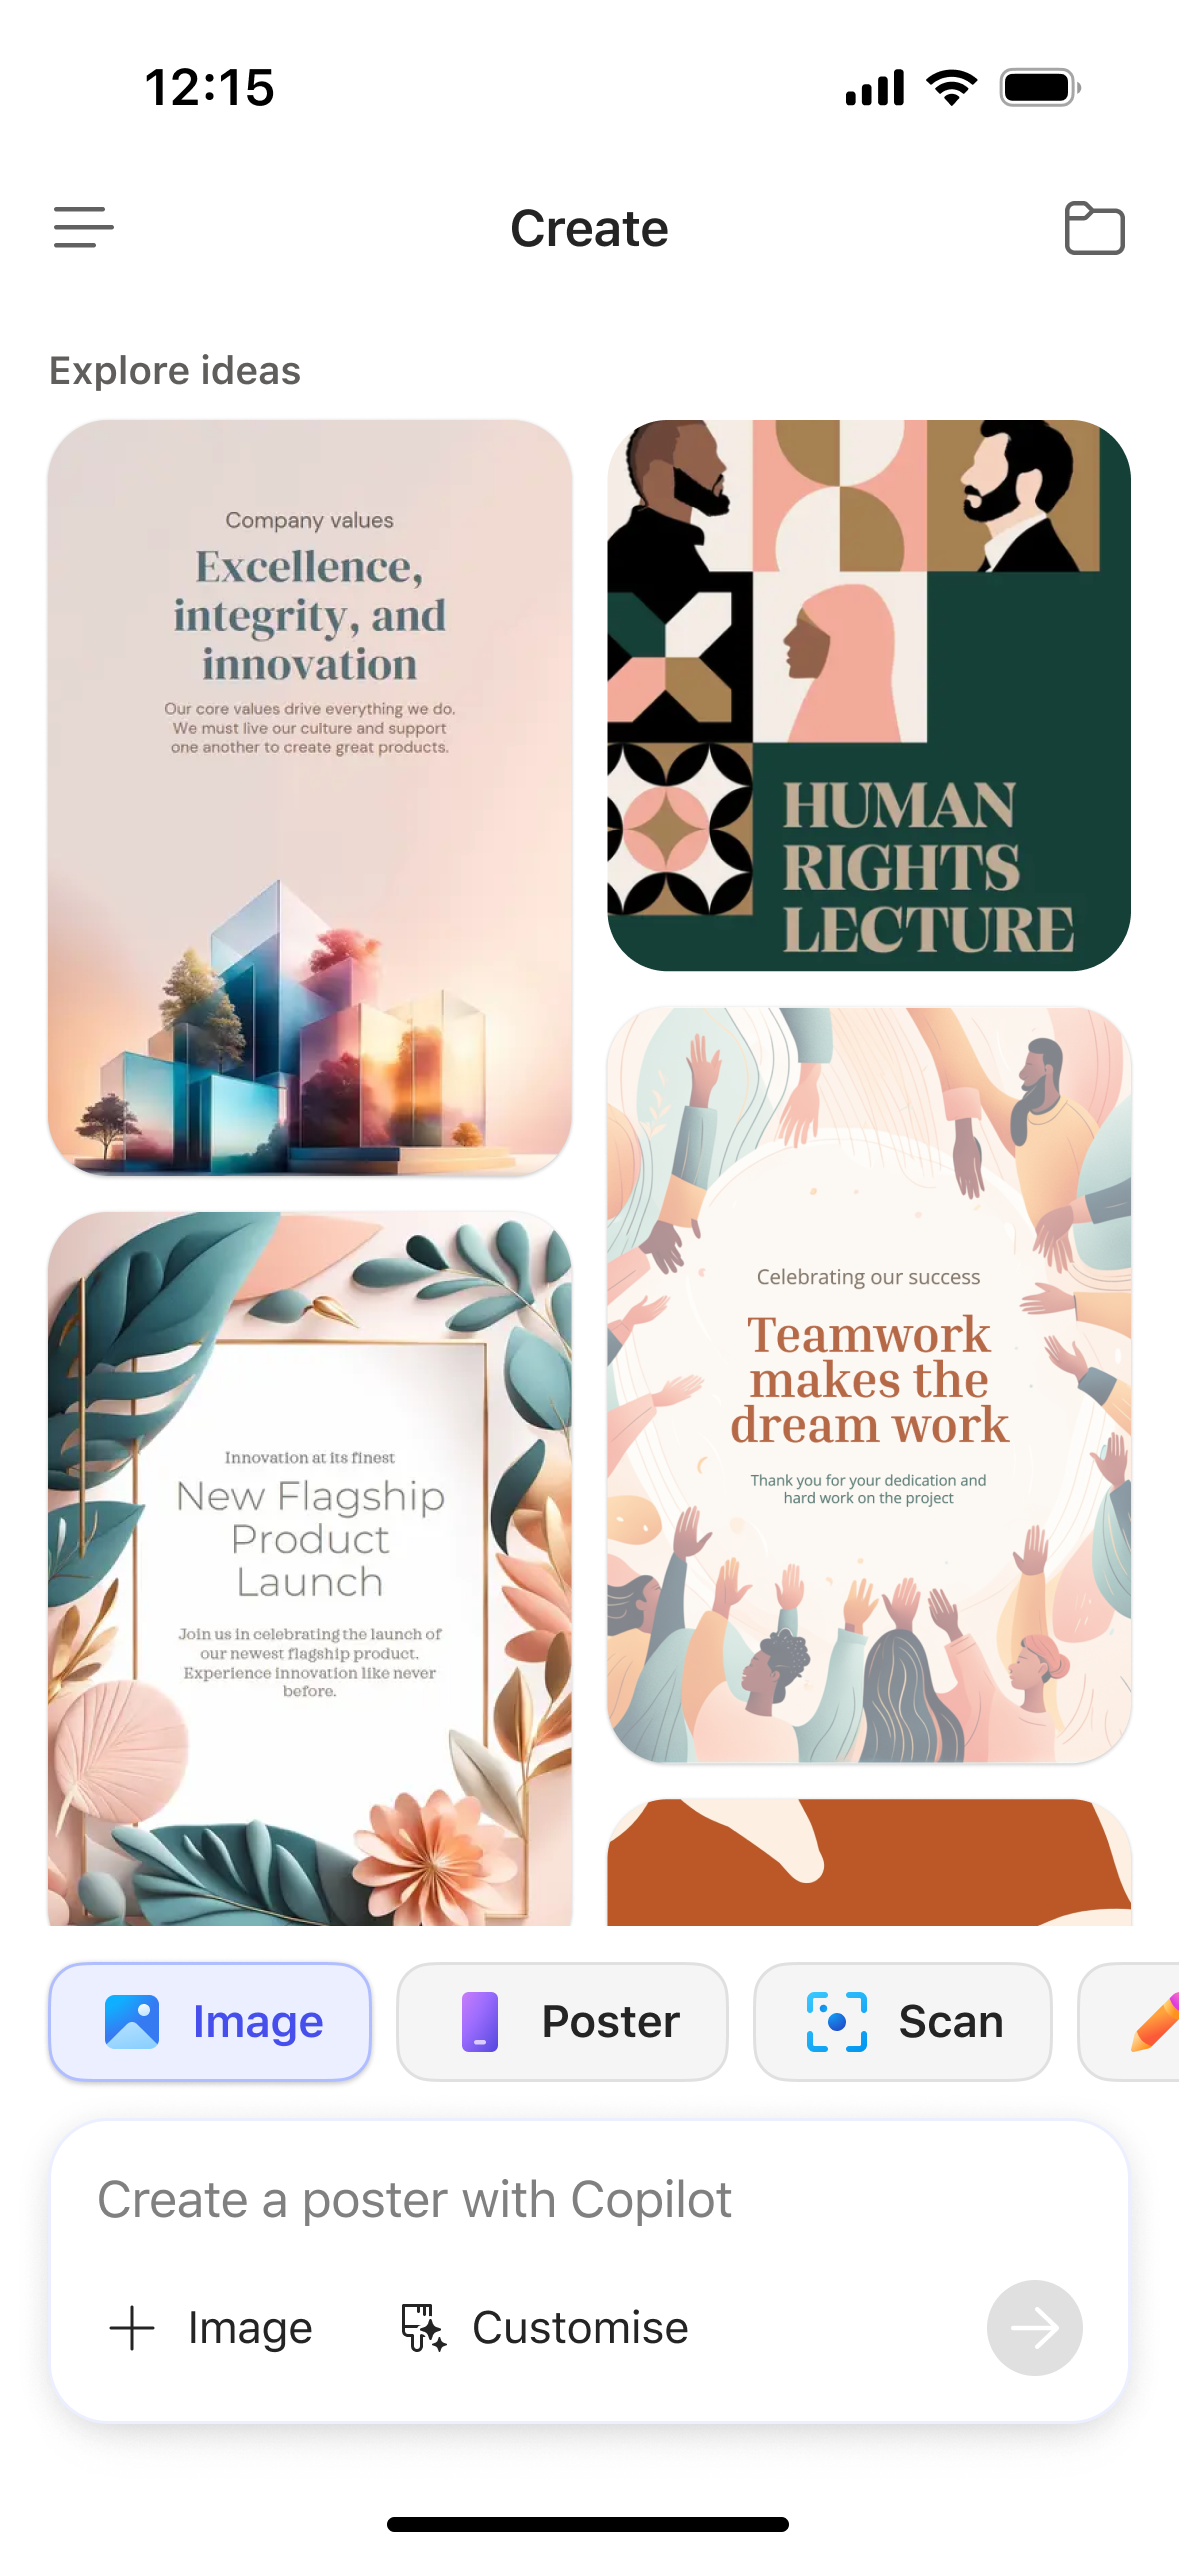 12:15
Create
Explore ideas
Company values
Excellence,
integrity, and
innovation
Our core values drive everything we do.
We must live our culture and support
one another to create great products.
HUMAN
RIGHTS
LECTURE
Celebrating our success
Teamwork
makes the
dream work
Thank you for your dedication and
hard work on the project
Innovation at its finest
New Flagship
Product
Launch
Join us in celebrating the launch of
our newest flagship product.
Experience innovation like never
before.
Image
Poster
Scan
Create a poster with Copilot
Image
Customise